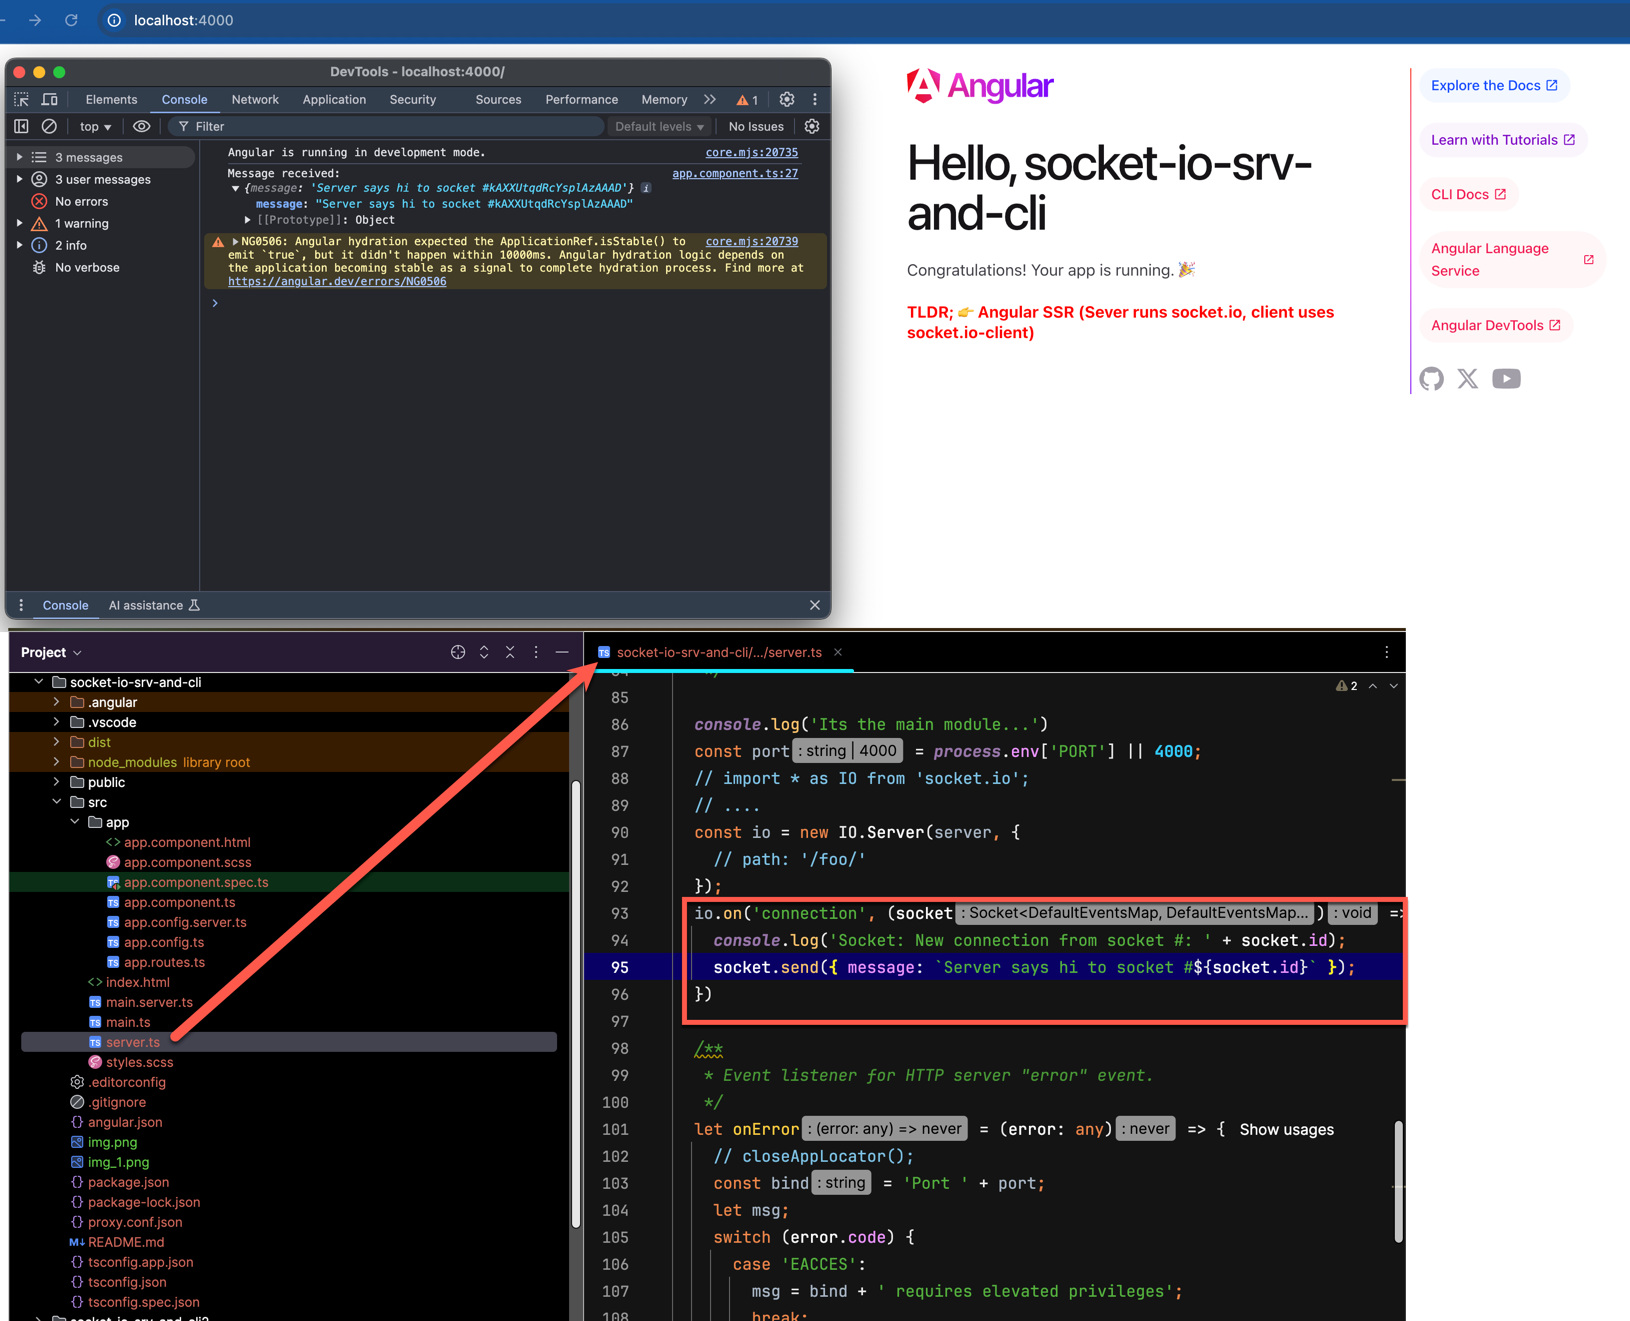 localhost:4000
DevTools - localhost:4000/
Elements Console Network Application Security Sources Performance Memory 1
top Filter Default levels No Issues
3 messages
3 user messages
No errors
1 warning
2 info
No verbose
Angular is running in development mode. core.mjs:20735
Message received: app.component.ts:27
{message: 'Server says hi to socket #kAXXUtqdRcYsplAzAAAD'} i
message: "Server says hi to socket #kAXXUtqdRcYsplAzAAAD"
[[Prototype]]: Object
NG0506: Angular hydration expected the ApplicationRef.isStable() to core.mjs:20739
emit `true`, but it didn't happen within 10000ms. Angular hydration logic depends on
the application becoming stable as a signal to complete hydration process. Find more at
https://angular.dev/errors/NG0506
Console AI assistance
Angular
Hello, socket-io-srv-
and-cli
Congratulations! Your app is running. 🎉
TLDR; 👉 Angular SSR (Sever runs socket.io, client uses
socket.io-client)
Explore the Docs
Learn with Tutorials
CLI Docs
Angular Language
Service
Angular DevTools
Project
socket-io-srv-and-cli
.angular
.vscode
dist
node_modules library root
public
src
app
app.component.html
app.component.scss
app.component.spec.ts
app.component.ts
app.config.server.ts
app.config.ts
app.routes.ts
index.html
main.server.ts
main.ts
server.ts
styles.scss
.editorconfig
.gitignore
angular.json
img.png
img_1.png
package.json
package-lock.json
proxy.conf.json
README.md
tsconfig.app.json
tsconfig.json
tsconfig.spec.json
socket-io-srv-and-cli2
socket-io-srv-and-cli/.../server.ts
2
84 */
85
86 console.log('Its the main module...')
87 const port : string | 4000 = process.env['PORT'] || 4000;
88 // import * as IO from 'socket.io';
89 // ....
90 const io = new IO.Server(server, {
91 // path: '/foo/'
92 });
93 io.on('connection', (socket : Socket<DefaultEventsMap, DefaultEventsMap... ) : void =>
94 console.log('Socket: New connection from socket #: ' + socket.id);
95 socket.send({ message: `Server says hi to socket #${socket.id}` });
96 })
97
98 /**
99 * Event listener for HTTP server "error" event.
100 */
101 let onError : (error: any) => never = (error: any) : never => { Show usages
102 // closeAppLocator();
103 const bind : string = 'Port ' + port;
104 let msg;
105 switch (error.code) {
106 case 'EACCES':
107 msg = bind + ' requires elevated privileges';
108 break;